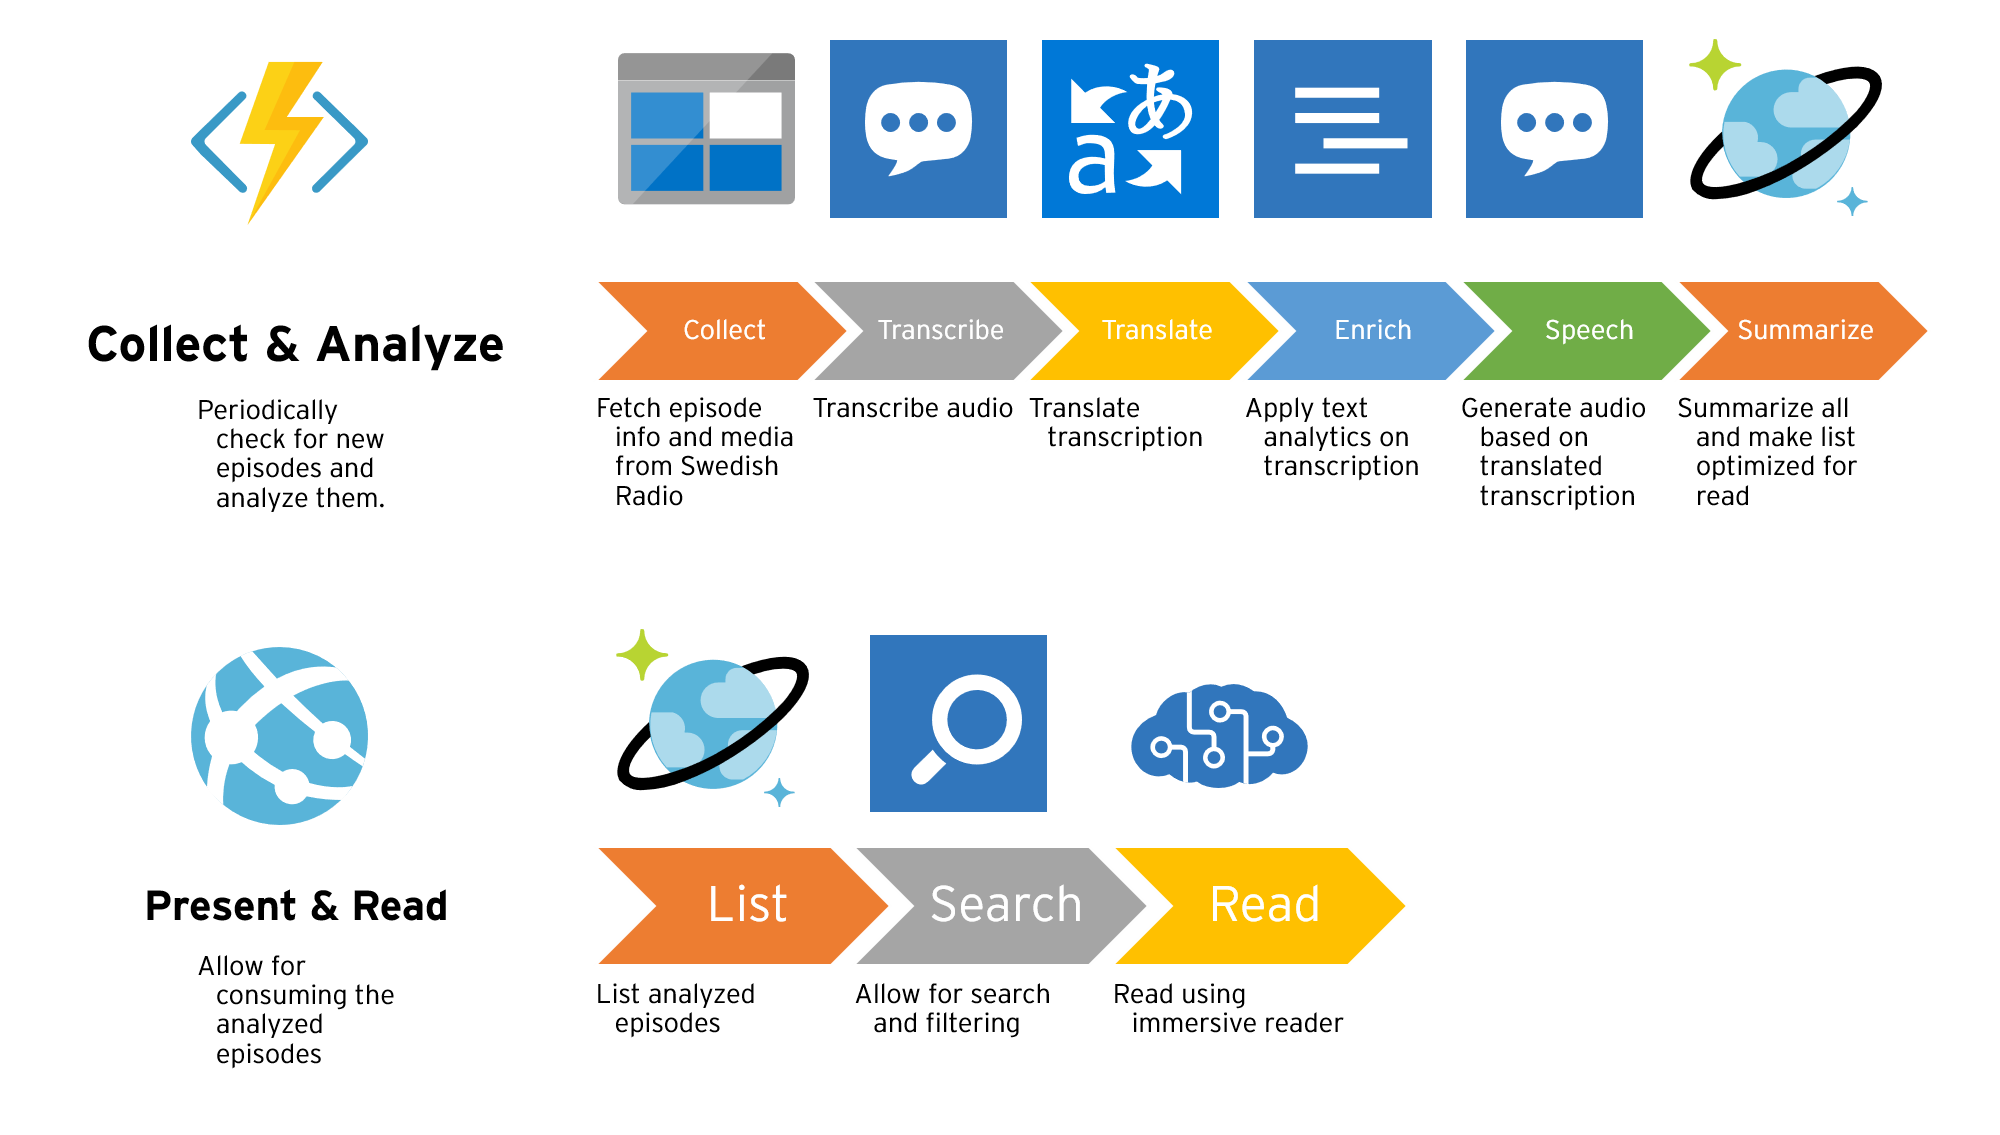 あ
a
Collect & Analyze
Periodically
check for new
episodes and
analyze them.
Collect
Transcribe
Translate
Enrich
Speech
Summarize
Fetch episode
info and media
from Swedish
Radio
Transcribe audio
Translate
transcription
Apply text
analytics on
transcription
Generate audio
based on
translated
transcription
Summarize all
and make list
optimized for
read
Present & Read
Allow for
consuming the
analyzed
episodes
List
Search
Read
List analyzed
episodes
Allow for search
and filtering
Read using
immersive reader